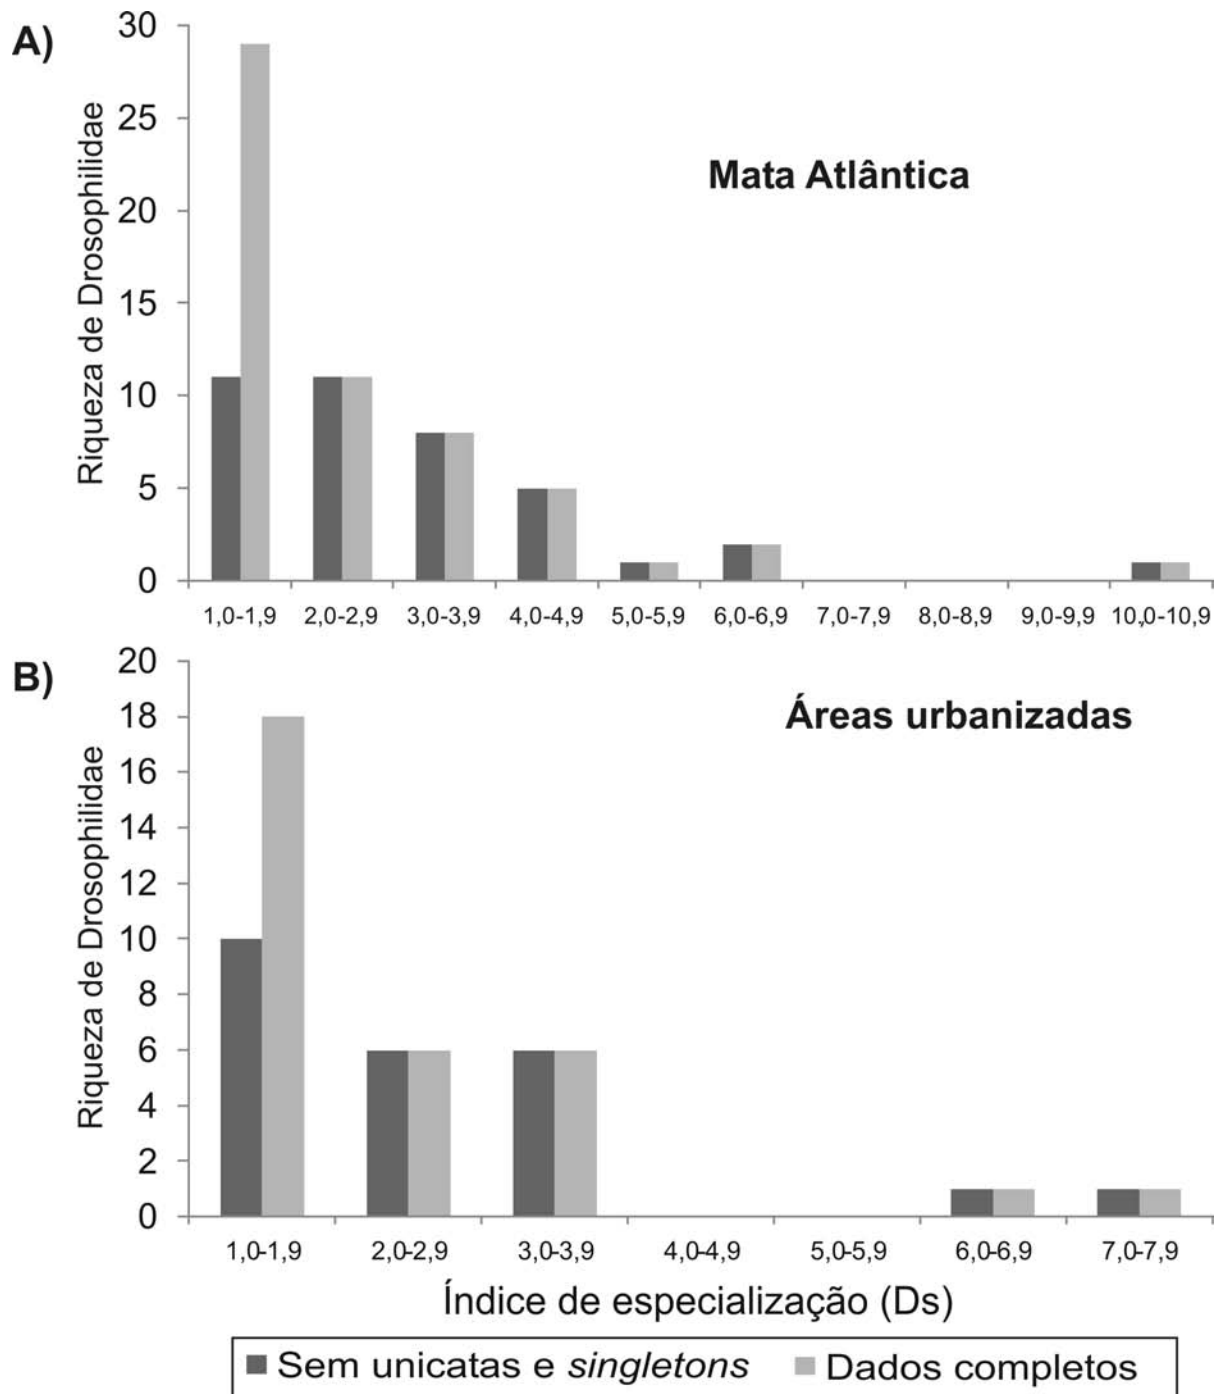 A)
Riqueza de Drosophilidae
30
25
20
15
10
5
0
Mata Atlântica
1,0-1,9 2,0-2,9 3,0-3,9 4,0-4,9 5,0-5,9 6,0-6,9 7,0-7,9 8,0-8,9 9,0-9,9 10,0-10,9
B)
Riqueza de Drosophilidae
20
18
16
14
12
10
8
6
4
2
0
Áreas urbanizadas
1,0-1,9 2,0-2,9 3,0-3,9 4,0-4,9 5,0-5,9 6,0-6,9 7,0-7,9
Índice de especialização (Ds)
Sem unicatas e singletons Dados completos